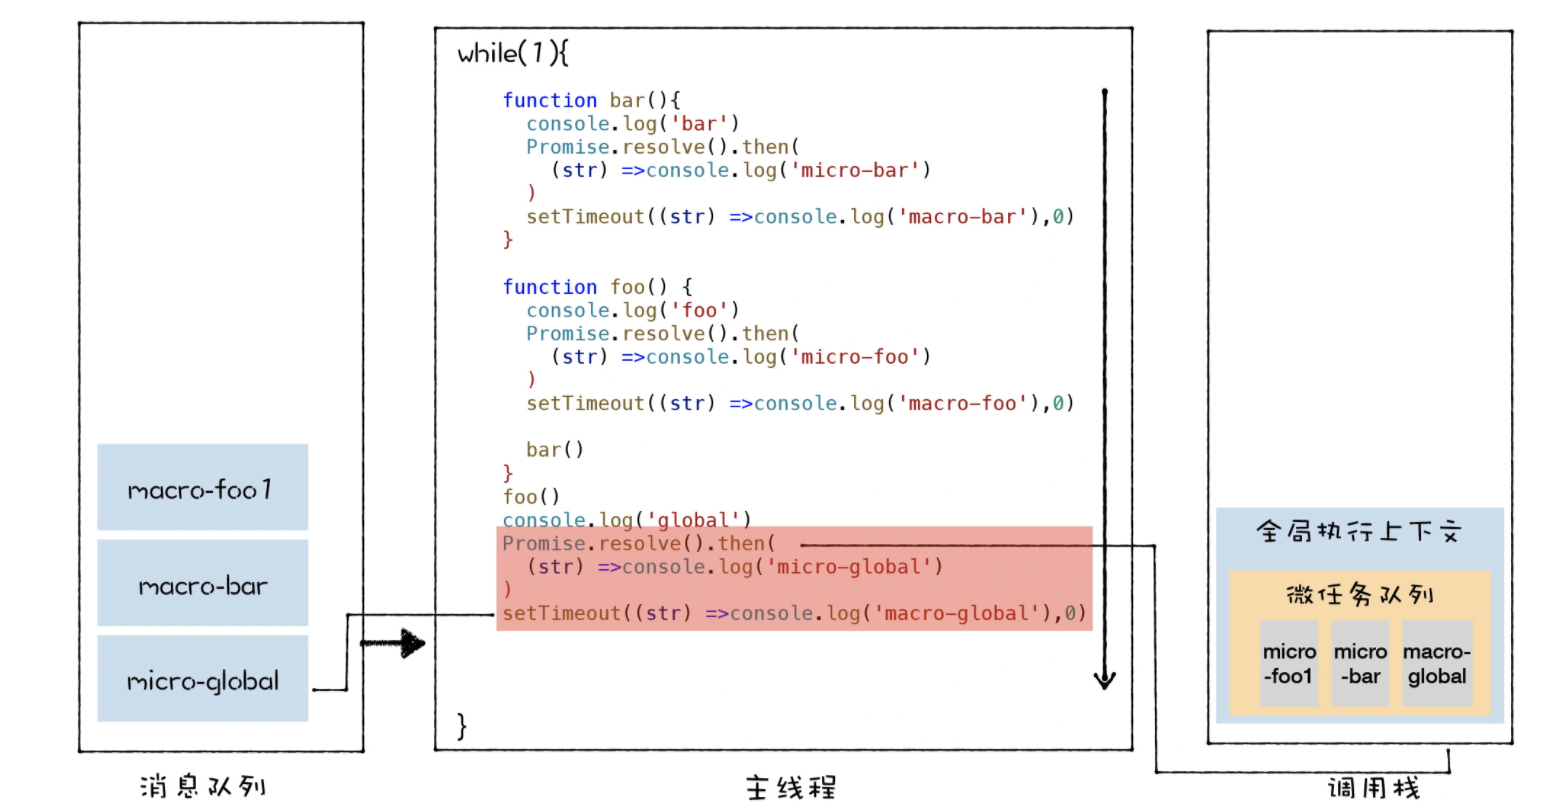 macro-foo1
macro-bar
micro-global
消息队列
while(1){
function bar(){
console.log('bar')
Promise.resolve().then(
(str) =>console.log('micro-bar')
)
setTimeout((str) =>console.log('macro-bar'),0)
}
function foo() {
console.log('foo')
Promise.resolve().then(
(str) =>console.log('micro-foo')
)
setTimeout((str) =>console.log('macro-foo'),0)
bar()
}
foo()
console.log('global')
Promise.resolve().then(
(str) =>console.log('micro-global')
)
setTimeout((str) =>console.log('macro-global'),0)
}
主线程
全局执行上下文
微任务队列
micro
-foo1
micro
-bar
macro-
global
调用栈